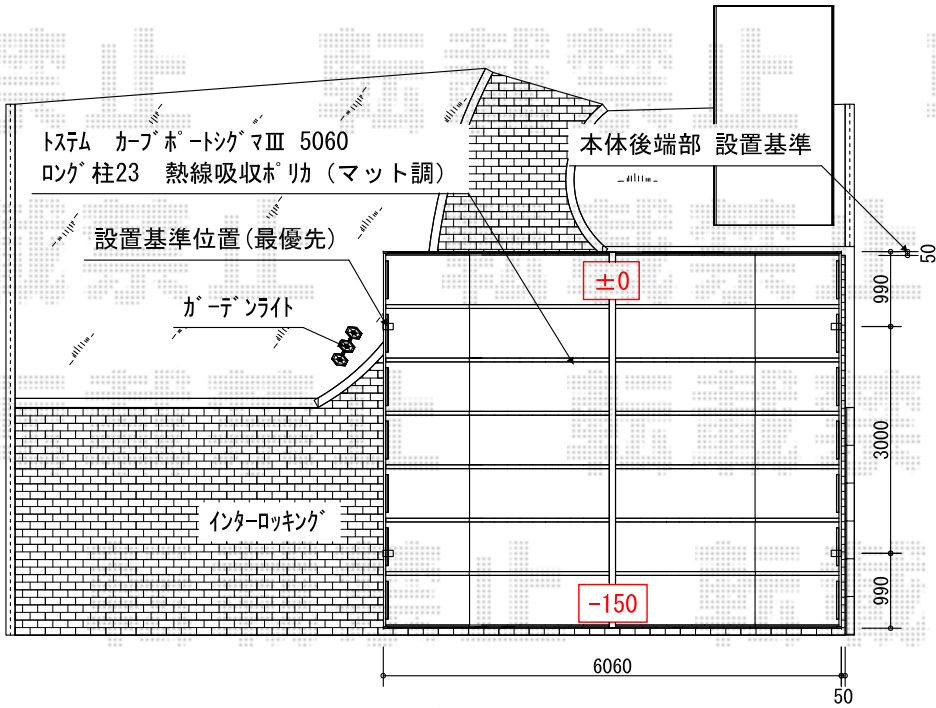 ﾄｽﾃﾑ カーブﾎﾟｰﾄｼｸﾞマⅢ 5060
ﾛﾝｸﾞ柱23 熱線吸収ﾎﾟﾘカ（マット調）
本体後端部 設置基準
設置基準位置(最優先)
ｶﾞｰﾃﾞﾝﾗｲﾄ
±0
50
990
3000
インターロッキング
990
-150
6060
50